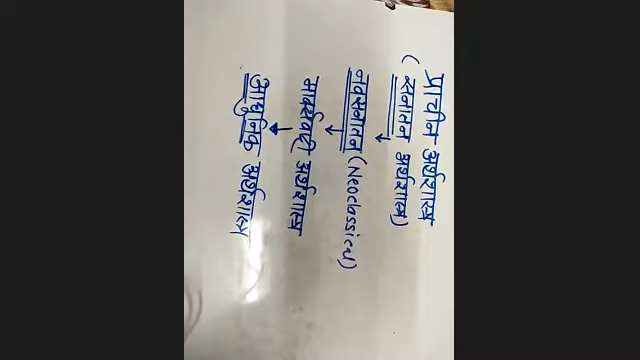 प्राचीन अर्थशास्त्र
( सनातन अर्थशास्त्र )
नवसनातन (Neoclassical)
मार्क्सवादी अर्थशास्त्र
आधुनिक अर्थशास्त्र